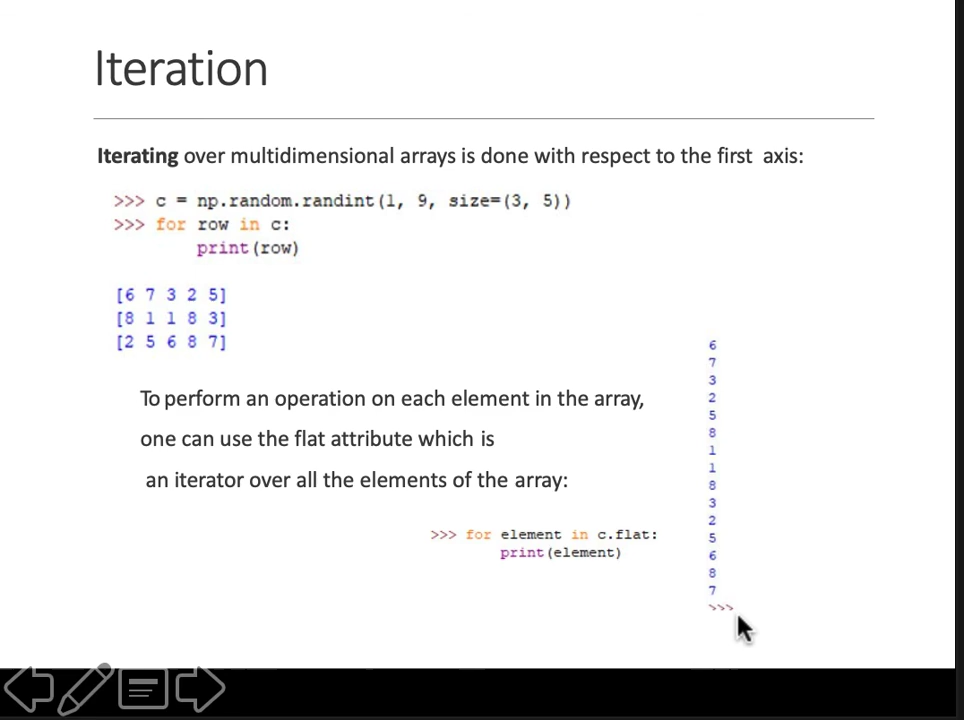 Iteration
Iterating over multidimensional arrays is done with respect to the first axis:
>>> c = np.random.randint(1, 9, size=(3, 5))
>>> for row in c:
print(row)
[6 7 3 2 5]
[8 1 1 8 3]
[2 5 6 8 7]
To perform an operation on each element in the array,
one can use the flat attribute which is
an iterator over all the elements of the array:
>>> for element in c.flat:
print(element)
6
7
3
2
5
8
1
1
8
3
2
5
6
8
7
>>>